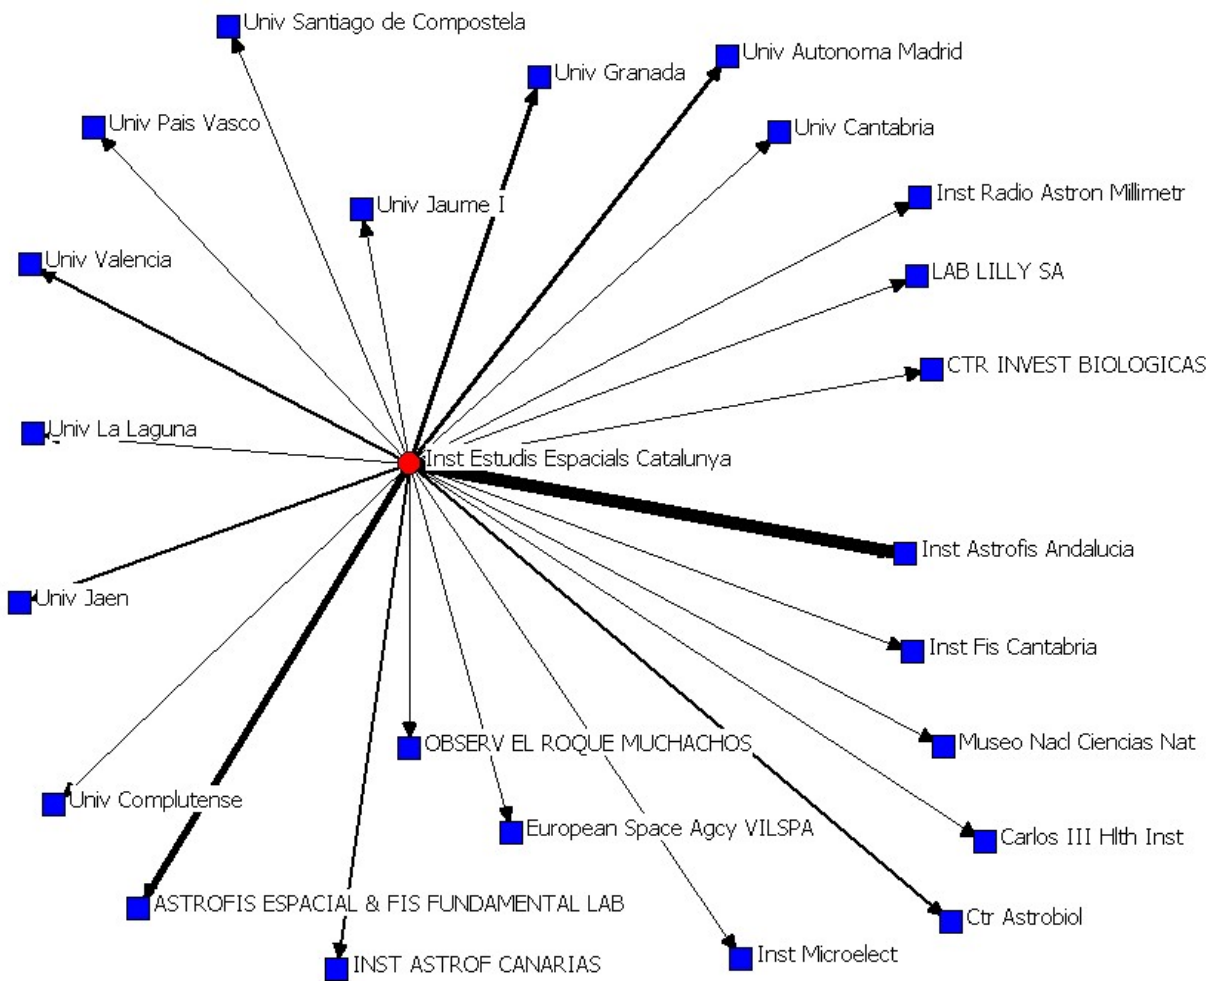 Univ Santiago de Compostela
Univ Autonoma Madrid
Univ Granada
Univ Pais Vasco
Univ Cantabria
Inst Radio Astron Millimetr
Univ Jaume I
Univ Valencia
LAB LILLY SA
CTR INVEST BIOLOGICAS
Univ La Laguna
Inst Estudis Espacials Catalunya
Inst Astrofis Andalucia
Univ Jaen
Inst Fis Cantabria
OBSERV EL ROQUE MUCHACHOS
Museo Nacl Ciencias Nat
Univ Complutense
European Space Agcy VILSPA
Carlos III Hlth Inst
ASTROFIS ESPACIAL & FIS FUNDAMENTAL LAB
Ctr Astrobiol
Inst Microelect
INST ASTROF CANARIAS